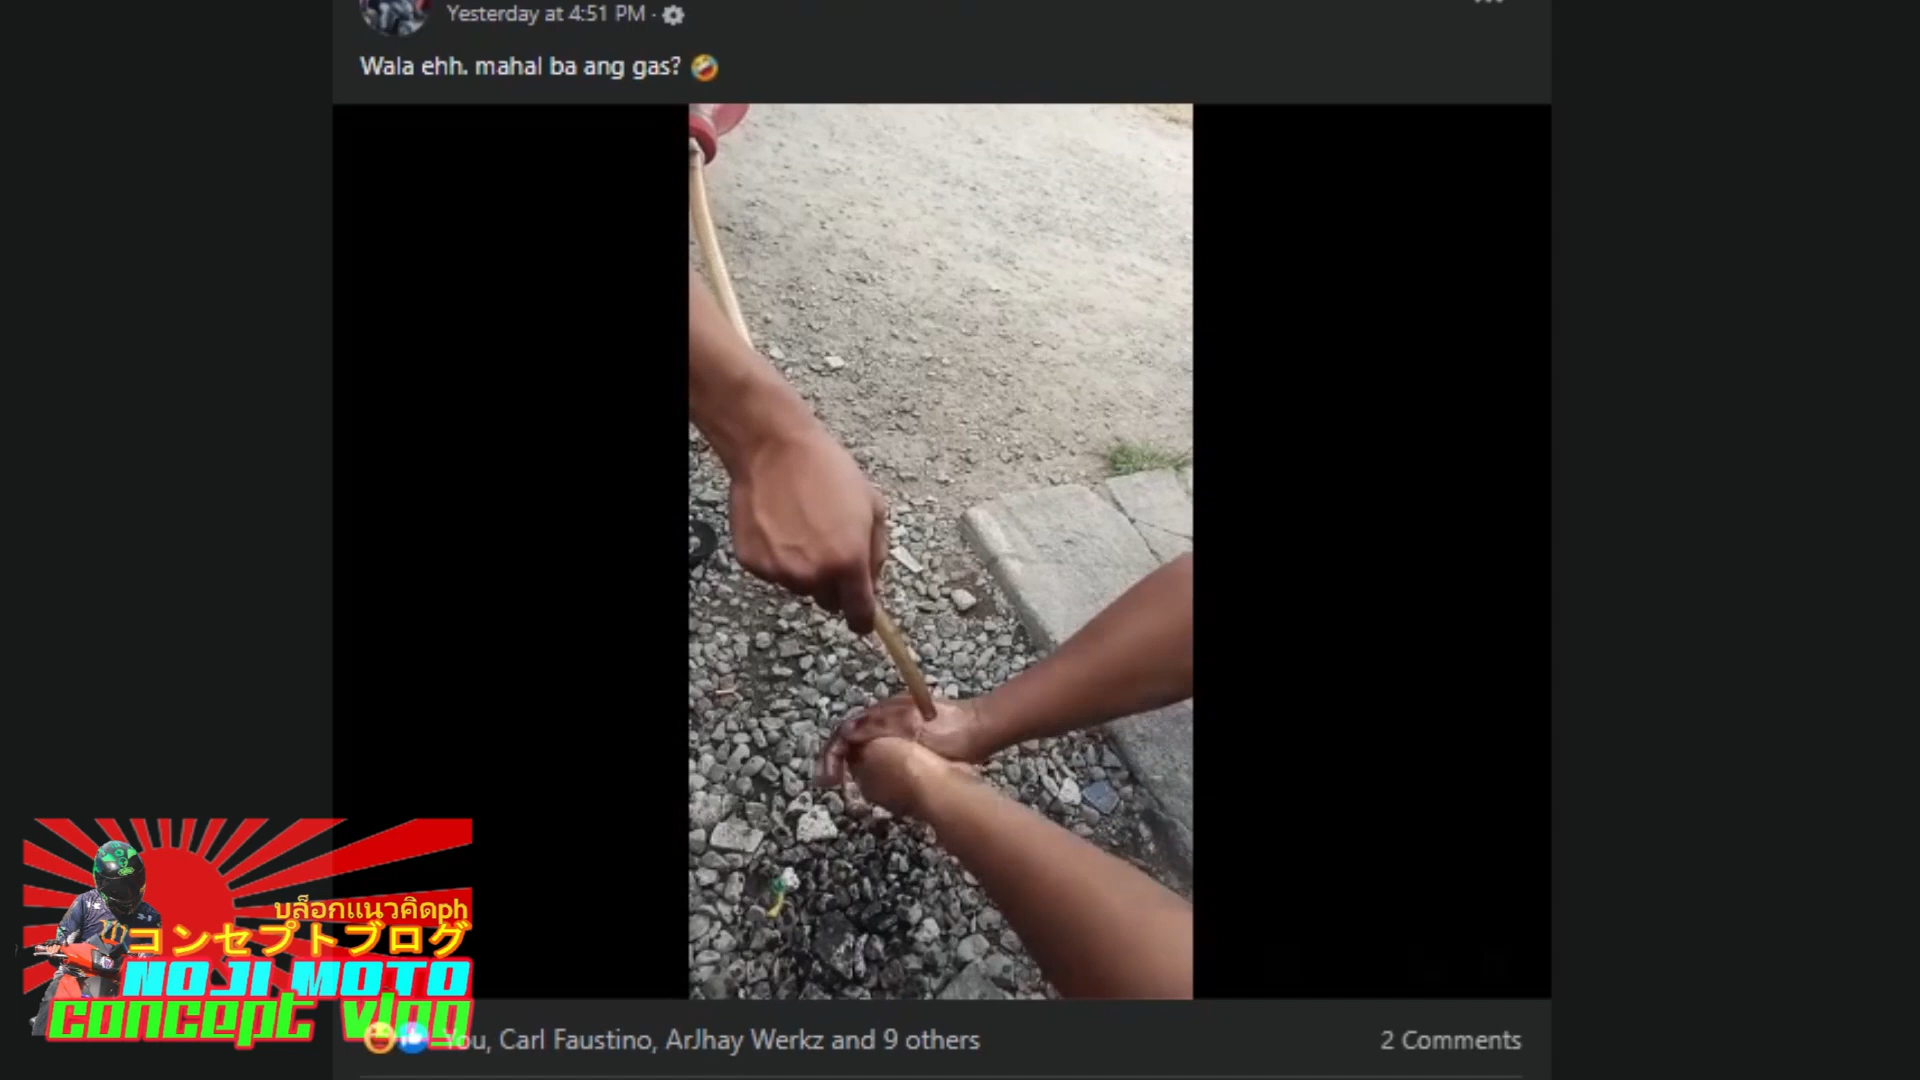 Yesterday at 4:51 PM ·
Wala ehh. mahal ba ang gas? 🤣
บล็อกแนวคิดph
コンセプトブログ
NOJI MOTO
concept vlog
You, Carl Faustino, ArJhay Werkz and 9 others
2 Comments